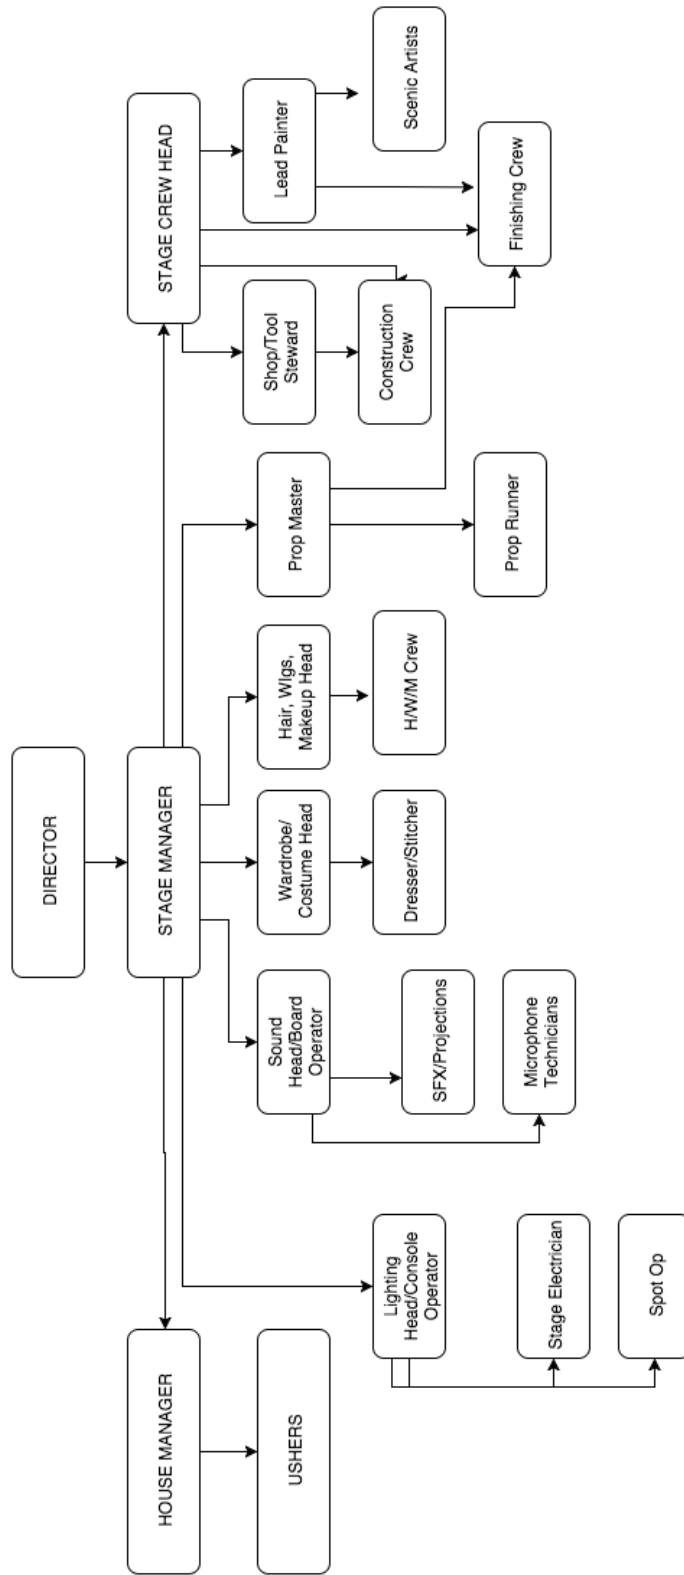 DIRECTOR
HOUSE MANAGER
STAGE MANAGER
STAGE CREW HEAD
USHERS
Sound
Head/Board
Operator
Wardrobe/
Costume Head
Hair, WIgs,
Makeup Head
Prop Master
Shop/Tool
Steward
Lead Painter
Lighting
Head/Console
Operator
SFX/Projections
Dresser/Stitcher
H/W/M Crew
Construction
Crew
Scenic Artists
Stage Electrician
Microphone
Technicians
Prop Runner
Finishing Crew
Spot Op